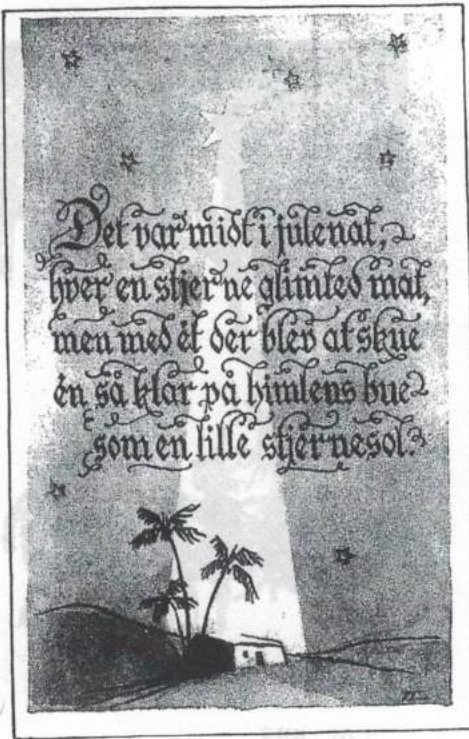 Det var midt i julenat,
hver en stjerne glimted mat,
men med ét der blev at skue
én så klar på himlens bue
som en lille stjernesol.